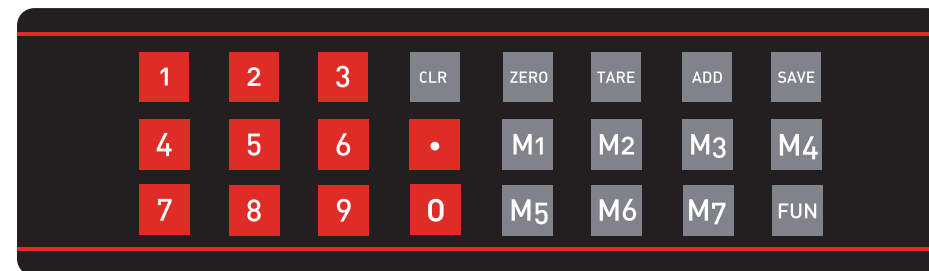 1 2 3 CLR ZERO TARE ADD SAVE
4 5 6 • M1 M2 M3 M4
7 8 9 0 M5 M6 M7 FUN